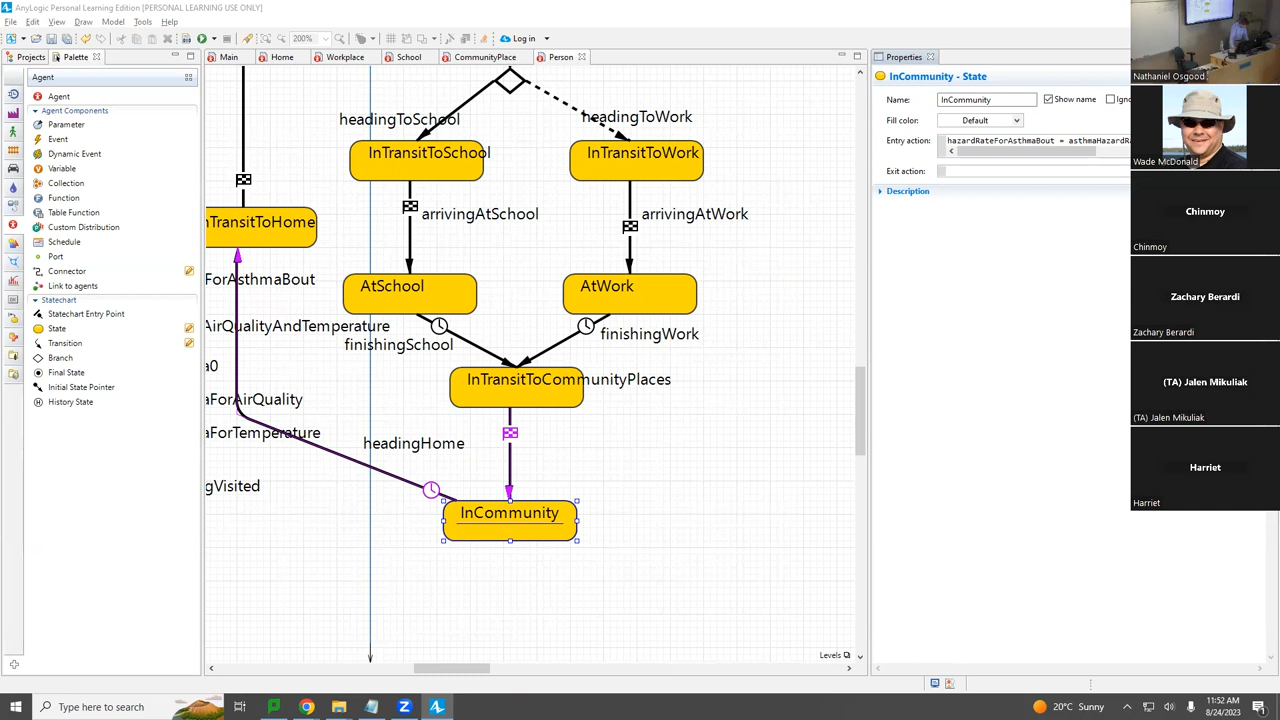 AnyLogic Personal Learning Edition [PERSONAL LEARNING USE ONLY]
File Edit View Draw Model Tools Help
200% Log in
Projects Palette
Main Home Workplace School CommunityPlace Person
Properties
Agent
Agent
Agent Components
Parameter
Event
Dynamic Event
Variable
Collection
Function
Table Function
Custom Distribution
Schedule
Port
Connector
Link to agents
Statechart
Statechart Entry Point
State
Transition
Branch
Final State
Initial State Pointer
History State
headingToSchool
headingToWork
InTransitToSchool
InTransitToWork
arrivingAtSchool
arrivingAtWork
nTransitToHome
ForAsthmaBout
AtSchool
AtWork
AirQualityAndTemperature
finishingSchool
finishingWork
a0
InTransitToCommunityPlaces
aForAirQuality
aForTemperature
headingHome
gVisited
InCommunity
Levels
InCommunity - State
Name: InCommunity Show name Igno
Fill color: Default
Entry action: hazardRateForAsthmaBout = asthmaHazardR
Exit action:
Description
Nathaniel Osgood
Wade McDonald
Chinmoy
Chinmoy
Zachary Berardi
Zachary Berardi
(TA) Jalen Mikuliak
(TA) Jalen Mikuliak
Harriet
Harriet
Type here to search
20°C Sunny
11:52 AM
8/24/2023